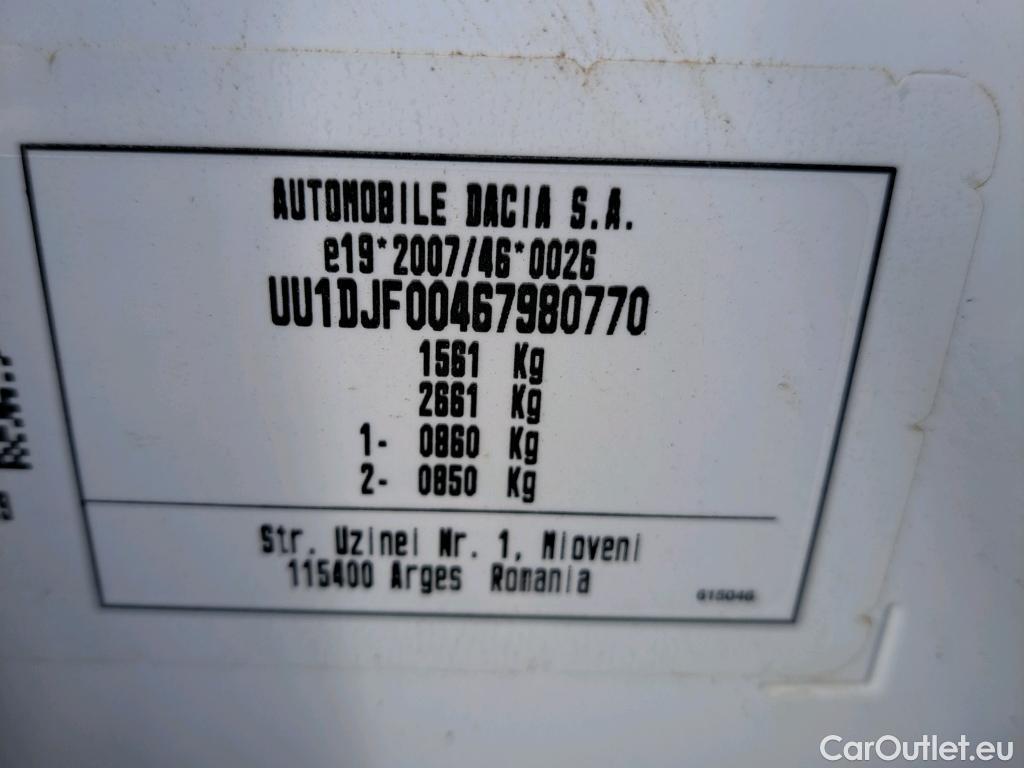 AUTOMOBILE DACIA S.A.
e19*2007/46*0026
UU1DJF00467980770
1561 Kg
2661 Kg
1- 0860 Kg
2- 0850 Kg
Str. Uzinei Nr. 1, Mioveni
115400 Arges Romania
615046
CarOutlet.eu